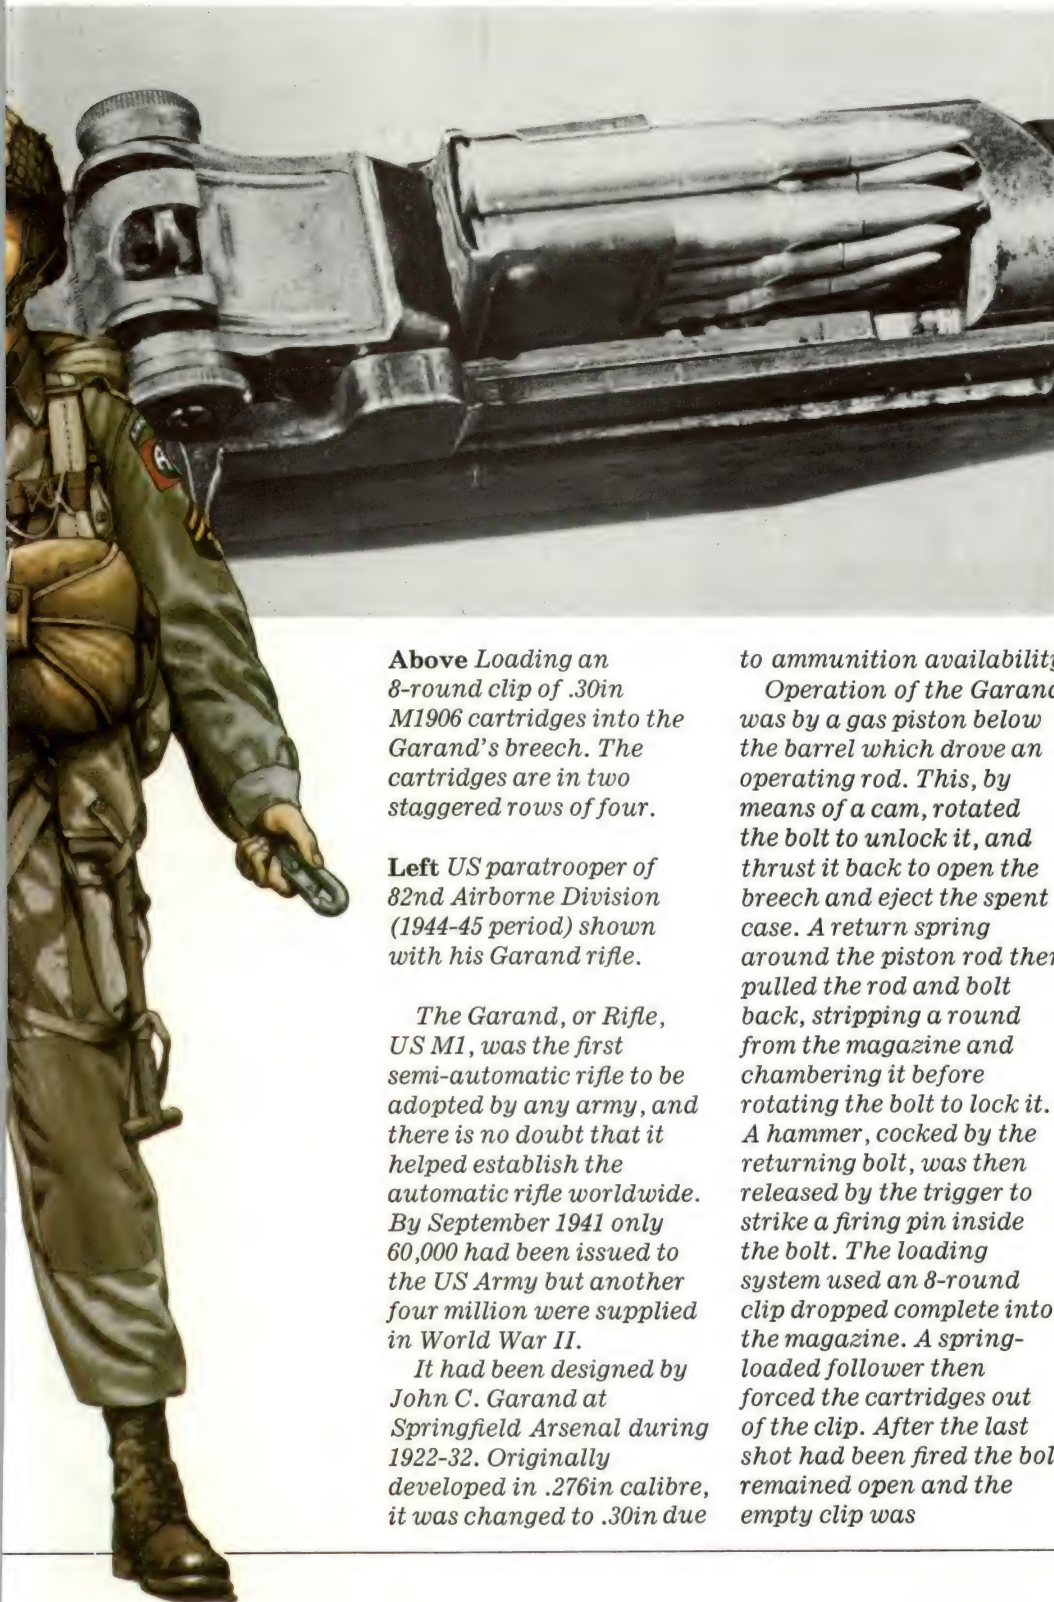 Above Loading an
8-round clip of .30in
M1906 cartridges into the
Garand's breech. The
cartridges are in two
staggered rows of four.
Left US paratrooper of
82nd Airborne Division
(1944-45 period) shown
with his Garand rifle.
The Garand, or Rifle,
US M1, was the first
semi-automatic rifle to be
adopted by any army, and
there is no doubt that it
helped establish the
automatic rifle worldwide.
By September 1941 only
60,000 had been issued to
the US Army but another
four million were supplied
in World War II.
It had been designed by
John C. Garand at
Springfield Arsenal during
1922-32. Originally
developed in .276in calibre,
it was changed to .30in due
to ammunition availability
Operation of the Garand
was by a gas piston below
the barrel which drove an
operating rod. This, by
means of a cam, rotated
the bolt to unlock it, and
thrust it back to open the
breech and eject the spent
case. A return spring
around the piston rod then
pulled the rod and bolt
back, stripping a round
from the magazine and
chambering it before
rotating the bolt to lock it.
A hammer, cocked by the
returning bolt, was then
released by the trigger to
strike a firing pin inside
the bolt. The loading
system used an 8-round
clip dropped complete into
the magazine. A spring-
loaded follower then
forced the cartridges out
of the clip. After the last
shot had been fired the bol
remained open and the
empty clip was